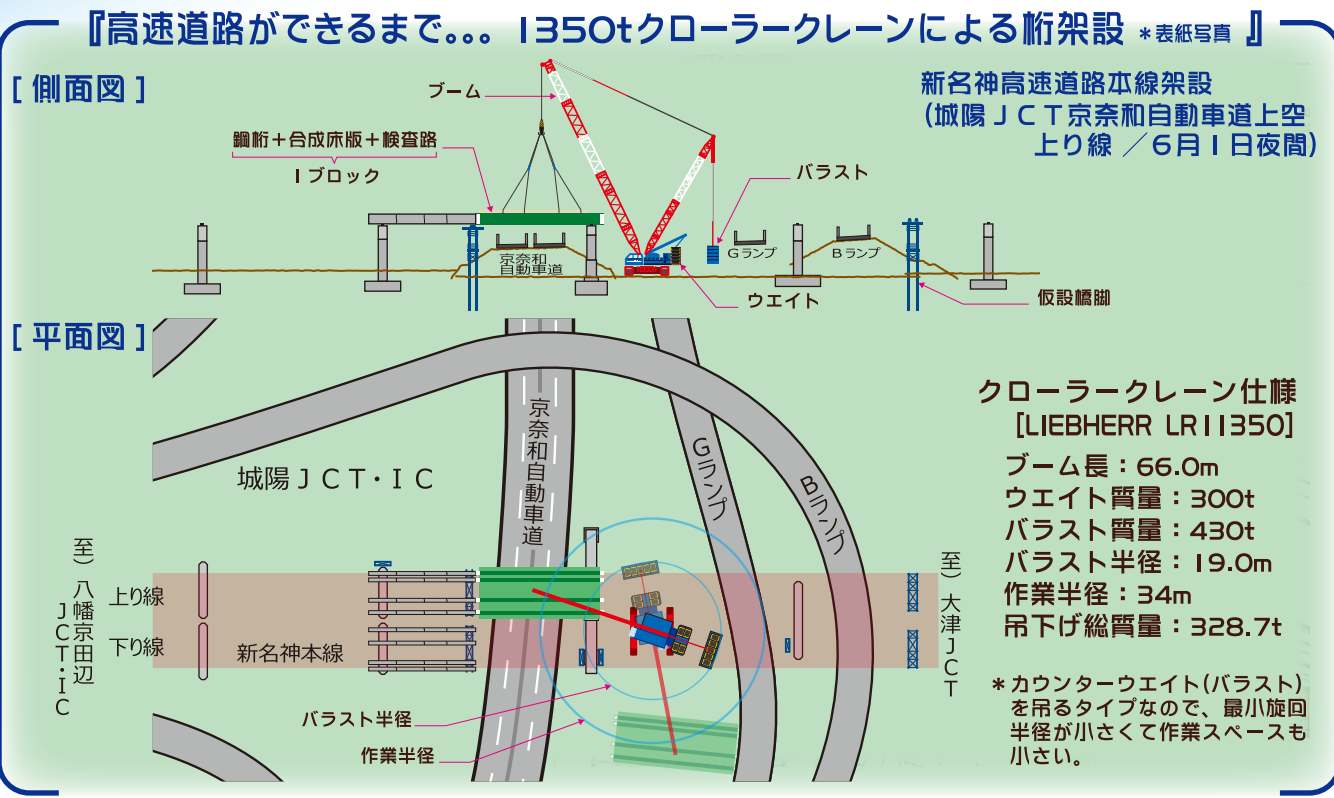 『高速道路ができるまで。。。 1350tクローラークレーンによる桁架設 *表紙写真 』
[ 側面図 ]
新名神高速道路本線架設
(城陽JCT京奈和自動車道上空
上り線 /6月1日夜間)
ブーム
鋼桁+合成床版+検査路
1ブロック
バラスト
京奈和
自動車道
Gランプ
Bランプ
ウエイト
仮設橋脚
[ 平面図 ]
京奈和自動車道
Gランプ
Bランプ
城陽JCT・IC
至)八幡京田辺
JCT・IC
上り線
下り線
新名神本線
至)大津JCT
バラスト半径
作業半径
クローラークレーン仕様
[LIEBHERR LR11350]
ブーム長:66.0m
ウエイト質量:300t
バラスト質量:430t
バラスト半径:19.0m
作業半径:34m
吊下げ総質量:328.7t
*カウンターウエイト(バラスト)
を吊るタイプなので、最小旋回
半径が小さくて作業スペースも
小さい。